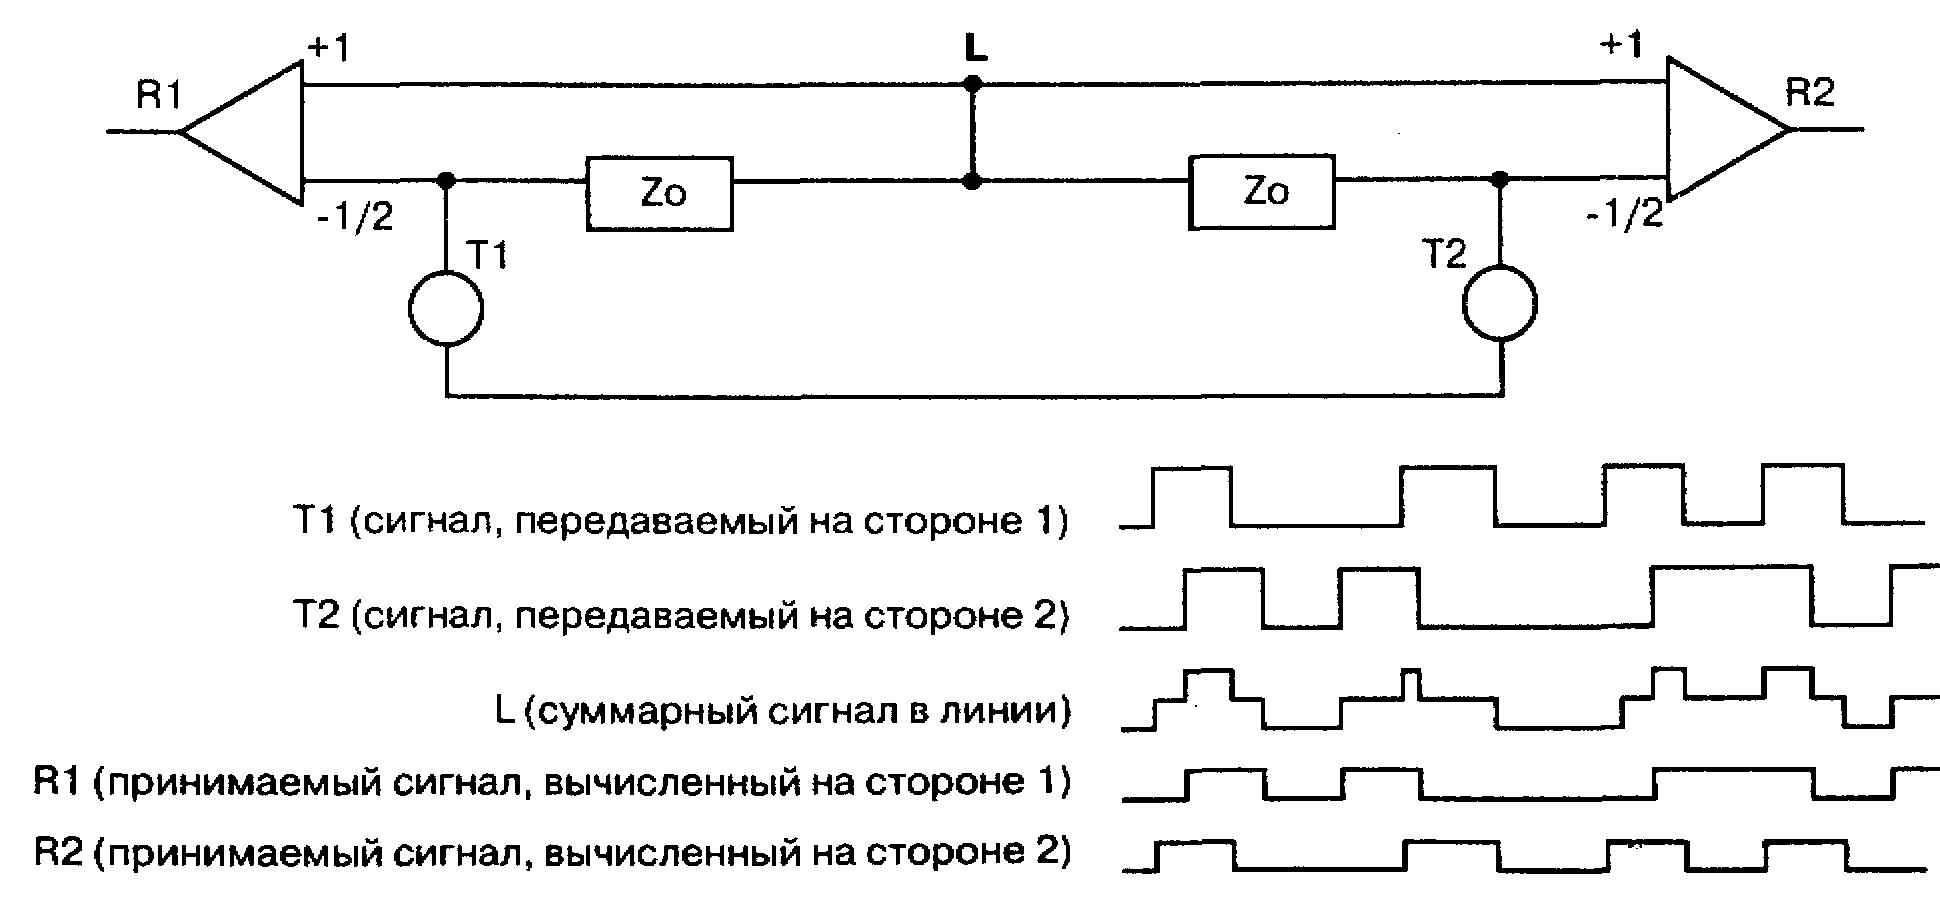 L
+1
+1
R1
R2
Zo
Zo
-1/2
-1/2
T1
T2
T1 (сигнал, передаваемый на стороне 1)
T2 (сигнал, передаваемый на стороне 2)
L (суммарный сигнал в линии)
R1 (принимаемый сигнал, вычисленный на стороне 1)
R2 (принимаемый сигнал, вычисленный на стороне 2)